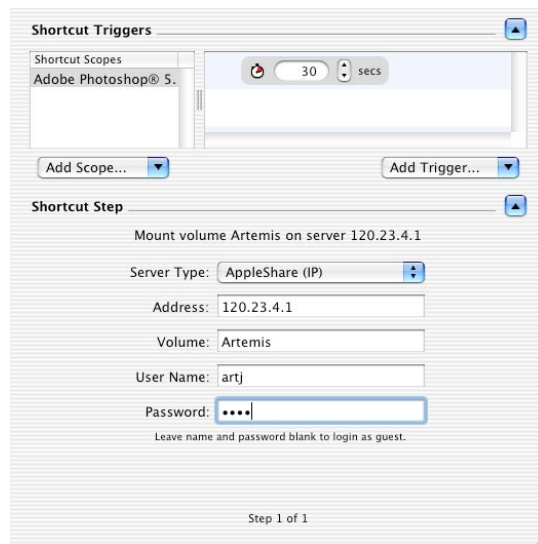 Shortcut Triggers
Shortcut Scopes
Adobe Photoshop® 5.
30 secs
Add Scope... Add Trigger...
Shortcut Step
Mount volume Artemis on server 120.23.4.1
Server Type: AppleShare (IP)
Address: 120.23.4.1
Volume: Artemis
User Name: artj
Password: ••••
Leave name and password blank to login as guest.
Step 1 of 1